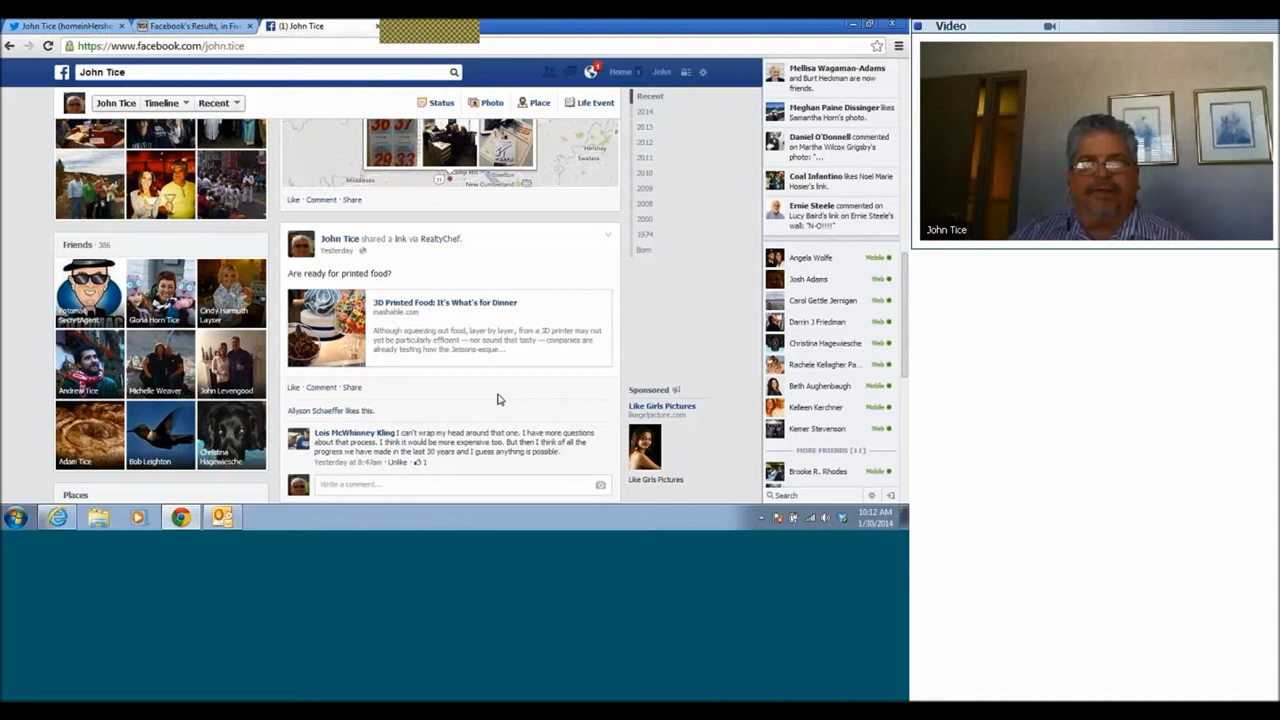 John Tice (homeinHershe
Facebook's Results, in Fiv
(1) John Tice
Video
https://www.facebook.com/john.tice
John Tice
1
Home 1
John
John Tice
Timeline
Recent
Status
Photo
Place
Life Event
Recent
2014
2013
2012
2011
2010
2009
2008
2000
1974
Born
Like · Comment · Share
John Tice shared a link via RealtyChef.
Yesterday
Are ready for printed food?
3D Printed Food: It's What's for Dinner
mashable.com
Although squeezing out food, layer by layer, from a 3D printer may not
yet be particularly efficient — nor sound that tasty — companies are
already testing how the Jetsons-esque...
Like · Comment · Share
Allyson Schaeffer likes this.
Lois McWhinney Kling I can't wrap my head around that one. I have more questions
about that process. I think it would be more expensive too. But then I think of all the
progress we have made in the last 30 years and I guess anything is possible.
Yesterday at 8:47am · Unlike · 1
Write a comment...
Friends · 386
Gloria Horn Tice
Cindy Harmuth
Layser
Andrew Tice
Michelle Weaver
John Levengood
Adam Tice
Bob Leighton
Christina
Hagewiesche
Places
Sponsored
Like Girls Pictures
likegirlpicture.com
Like Girls Pictures
Mellisa Wagaman-Adams
and Burt Heckman are now
friends.
Meghan Paine Dissinger likes
Samantha Horn's photo.
Daniel O'Donnell commented
on Martha Wilcox Grigsby's
photo: "...
Coal Infantino likes Noel Marie
Hosier's link.
Ernie Steele commented on
Lucy Baird's link on Ernie Steele's
wall: "N-O!!!!"
Angela Wolfe Mobile
Josh Adams Web
Carol Gettle Jernigan Web
Darrin J Friedman Web
Christina Hagewiesche Web
Rachele Kellagher Pa... Web
Beth Aughenbaugh Mobile
Kelleen Kerchner Mobile
Kemer Stevenson Web
MORE FRIENDS (11)
Brooke R. Rhodes Mobile
Search
10:12 AM
1/30/2014
John Tice